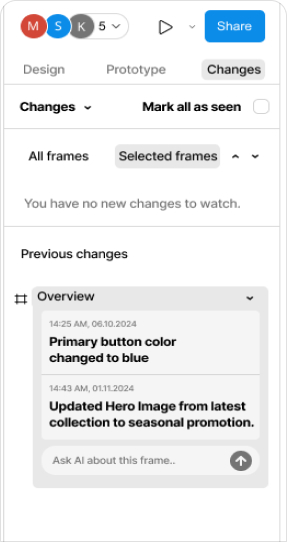 M S K 5
Share
Design Prototype Changes
Changes Mark all as seen
All frames Selected frames
You have no new changes to watch.
Previous changes
Overview
14:25 AM, 06.10.2024
Primary button color
changed to blue
14:43 AM, 01.11.2024
Updated Hero Image from latest
collection to seasonal promotion.
Ask AI about this frame..